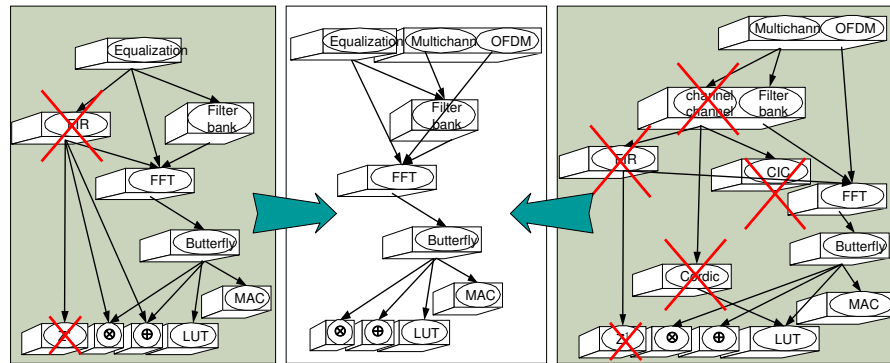 Equalization
FIR
Filter
bank
FFT
Butterfly
MAC
⊗
⊕
LUT
Equalization
Multichann
OFDM
Filter
bank
FFT
Butterfly
MAC
⊗
⊕
LUT
Multichann
OFDM
channel
channel
Filter
bank
FIR
CIC
FFT
Butterfly
Cordic
MAC
⊗
⊕
LUT